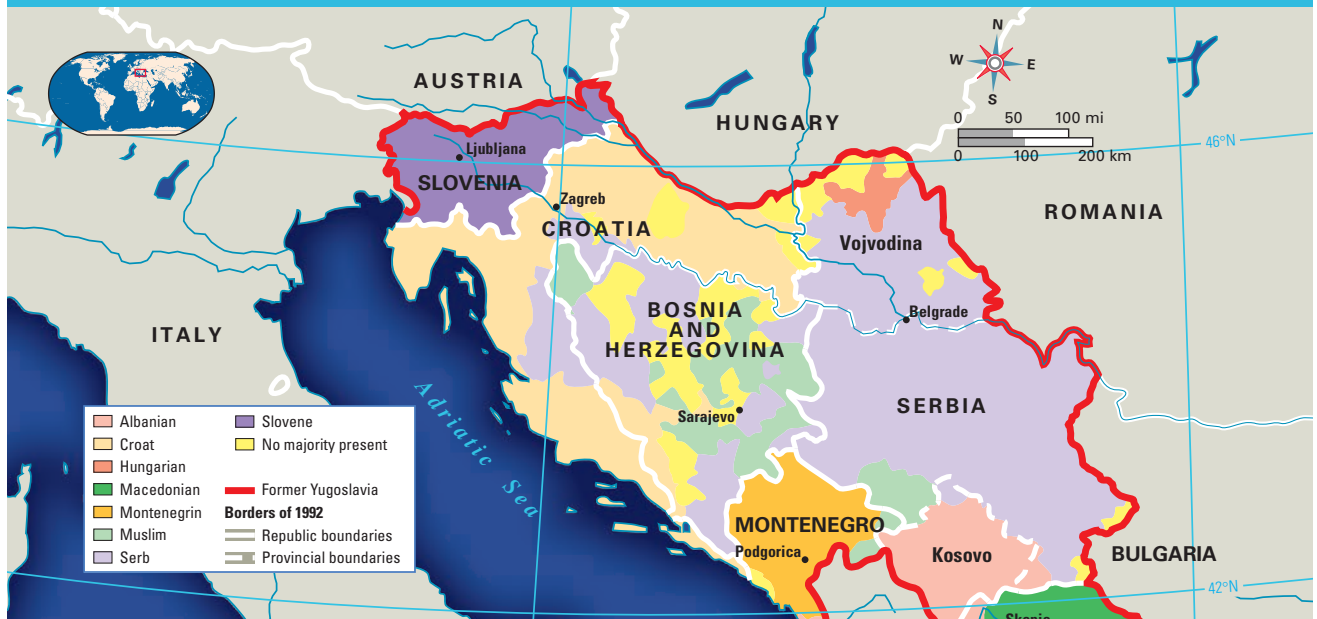 N
W
E
S
AUSTRIA
HUNGARY
0 50 100 mi
0 100 200 km
46°N
Ljubljana
SLOVENIA
Zagreb
CROATIA
ROMANIA
Vojvodina
BOSNIA
AND
HERZEGOVINA
Belgrade
ITALY
Adriatic Sea
SERBIA
Sarajevo
MONTENEGRO
Podgorica
Kosovo
BULGARIA
42°N
Albanian
Croat
Hungarian
Macedonian
Montenegrin
Muslim
Serb
Slovene
No majority present
Former Yugoslavia
Borders of 1992
Republic boundaries
Provincial boundaries